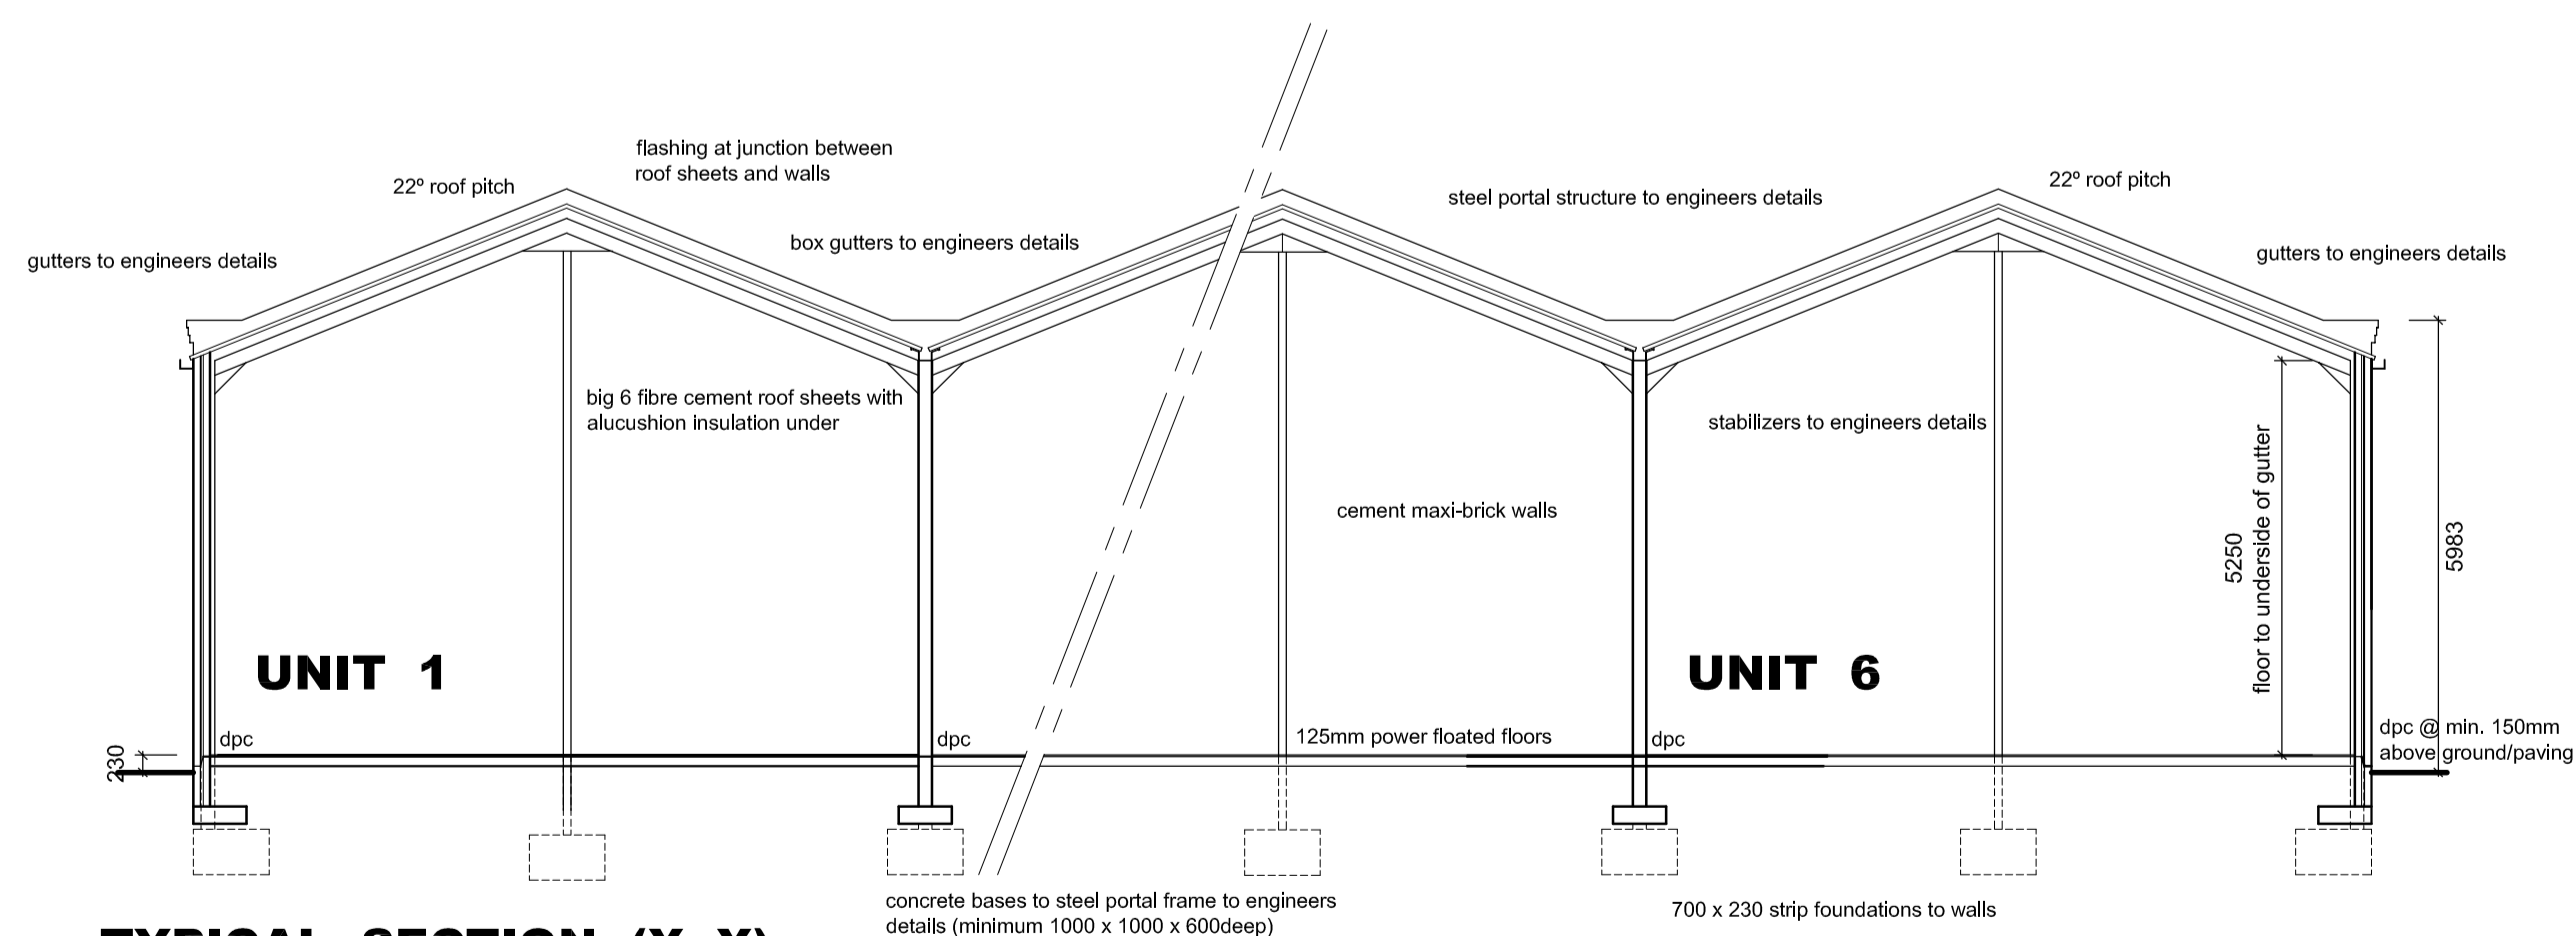 flashing at junction between
roof sheets and walls
22º roof pitch
22º roof pitch
steel portal structure to engineers details
box gutters to engineers details
gutters to engineers details
gutters to engineers details
big 6 fibre cement roof sheets with
alucushion insulation under
stabilizers to engineers details
cement maxi-brick walls
5250
floor to underside of gutter
5983
UNIT 1
UNIT 6
230
dpc
dpc
125mm power floated floors
dpc
dpc @ min. 150mm
above ground/paving
concrete bases to steel portal frame to engineers
details (minimum 1000 x 1000 x 600deep)
700 x 230 strip foundations to walls
TYPICAL SECTION (X-X)